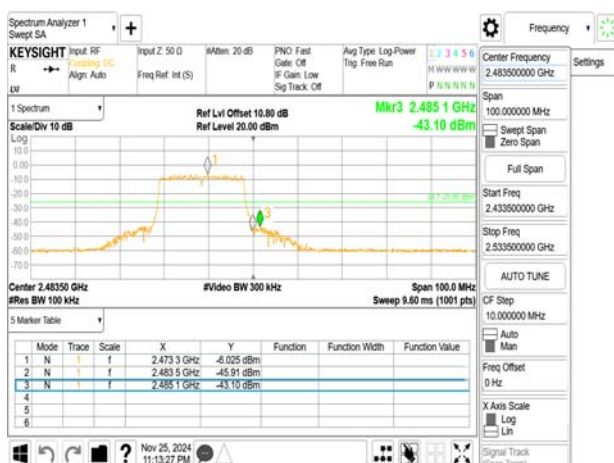 Spectrum Analyzer 1
Swept SA
Frequency
KEYSIGHT Input: RF Input Z: 50 Ω #Atten: 20 dB PNO: Fast Avg Type: Log-Power 1 2 3 4 5 6
R Coupling: DC Gate: Off Trig: Free Run M W W W W W
Align: Auto Freq Ref: Int (S) IF Gain: Low P N N N N N
Sig Track: Off
Center Frequency
2.483500000 GHz
Settings
Span
100.000000 MHz
Swept Span
Zero Span
Full Span
Start Freq
2.433500000 GHz
Stop Freq
2.533500000 GHz
AUTO TUNE
CF Step
10.000000 MHz
Auto
Man
Freq Offset
0 Hz
X Axis Scale
Log
Lin
Signal Track
1 Spectrum
Ref Lvl Offset 10.80 dB Mkr3 2.485 1 GHz
Scale/Div 10 dB Ref Level 20.00 dBm -43.10 dBm
Log
10.0
0.00
-10.0
-20.0
-30.0
-40.0
-50.0
-60.0
-70.0
1
3
Center 2.48350 GHz #Video BW 300 kHz Span 100.0 MHz
#Res BW 100 kHz Sweep 9.60 ms (1001 pts)
5 Marker Table
Mode Trace Scale X Y Function Function Width Function Value
1 N 1 f 2.473 3 GHz -6.025 dBm
2 N 1 f 2.483 5 GHz -45.91 dBm
3 N 1 f 2.485 1 GHz -43.10 dBm
4
5
6
Nov 25, 2024
11:13:27 PM